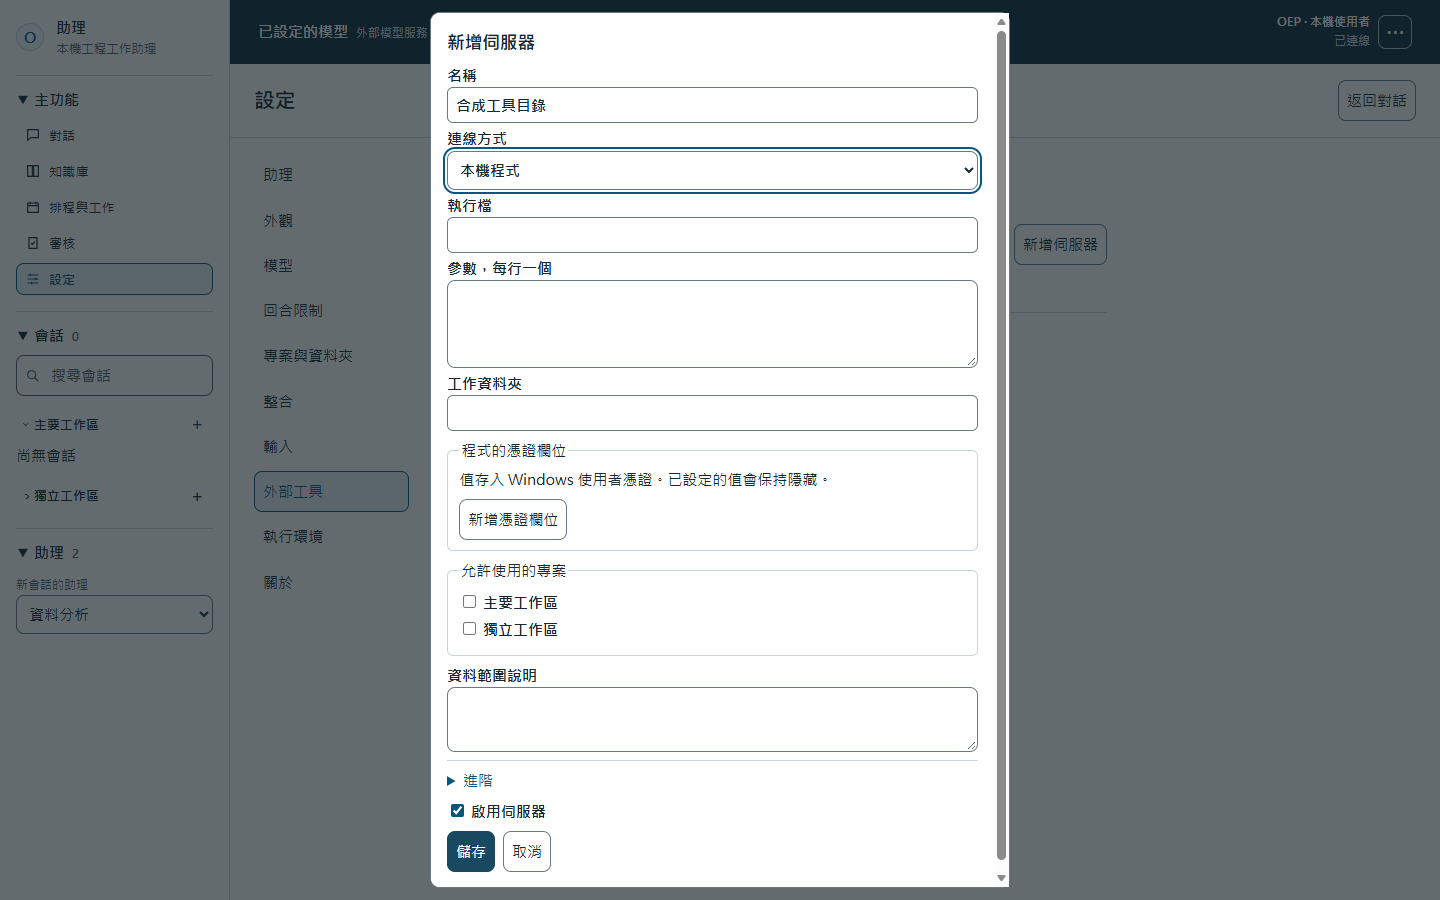 助理
本機工程工作助理
▼ 主功能
對話
知識庫
排程與工作
審核
設定
▼ 會話 0
搜尋會話
主要工作區 +
尚無會話
獨立工作區 +
▼ 助理 2
新會話的助理
資料分析
已設定的模型 外部模型服務
OEP · 本機使用者
已連線
設定
返回對話
助理
外觀
模型
回合限制
專案與資料夾
整合
輸入
外部工具
執行環境
關於
新增伺服器
新增伺服器
名稱
合成工具目錄
連線方式
本機程式
執行檔
參數，每行一個
工作資料夾
程式的憑證欄位
值存入 Windows 使用者憑證。已設定的值會保持隱藏。
新增憑證欄位
允許使用的專案
主要工作區
獨立工作區
資料範圍說明
進階
啟用伺服器
儲存 取消